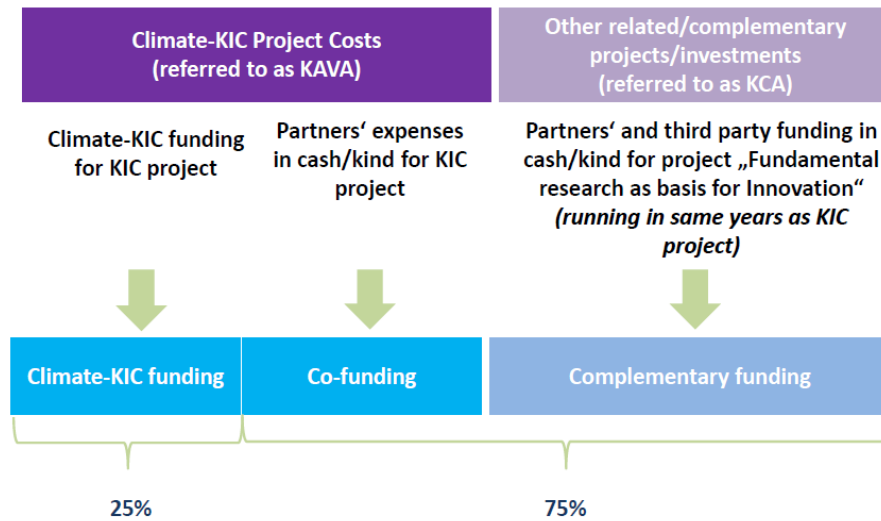 Climate-KIC Project Costs
(referred to as KAVA)
Other related/complementary
projects/investments
(referred to as KCA)
Climate-KIC funding
for KIC project
Partners‘ expenses
in cash/kind for KIC
project
Partners‘ and third party funding in
cash/kind for project „Fundamental
research as basis for Innovation“
(running in same years as KIC
project)
Climate-KIC funding
Co-funding
Complementary funding
25%
75%